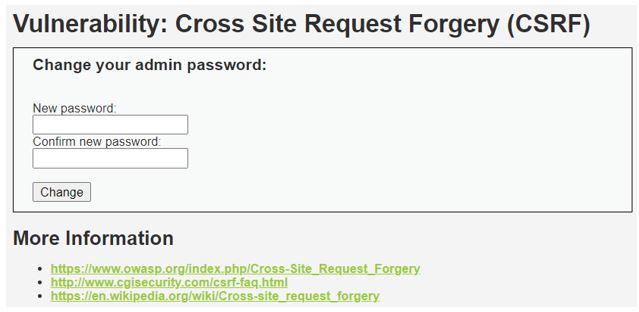 Vulnerability: Cross Site Request Forgery (CSRF)
Change your admin password:
New password:
Confirm new password:
Change
More Information
• https://www.owasp.org/index.php/Cross-Site_Request_Forgery
• http://www.cgisecurity.com/csrf-faq.html
• https://en.wikipedia.org/wiki/Cross-site_request_forgery